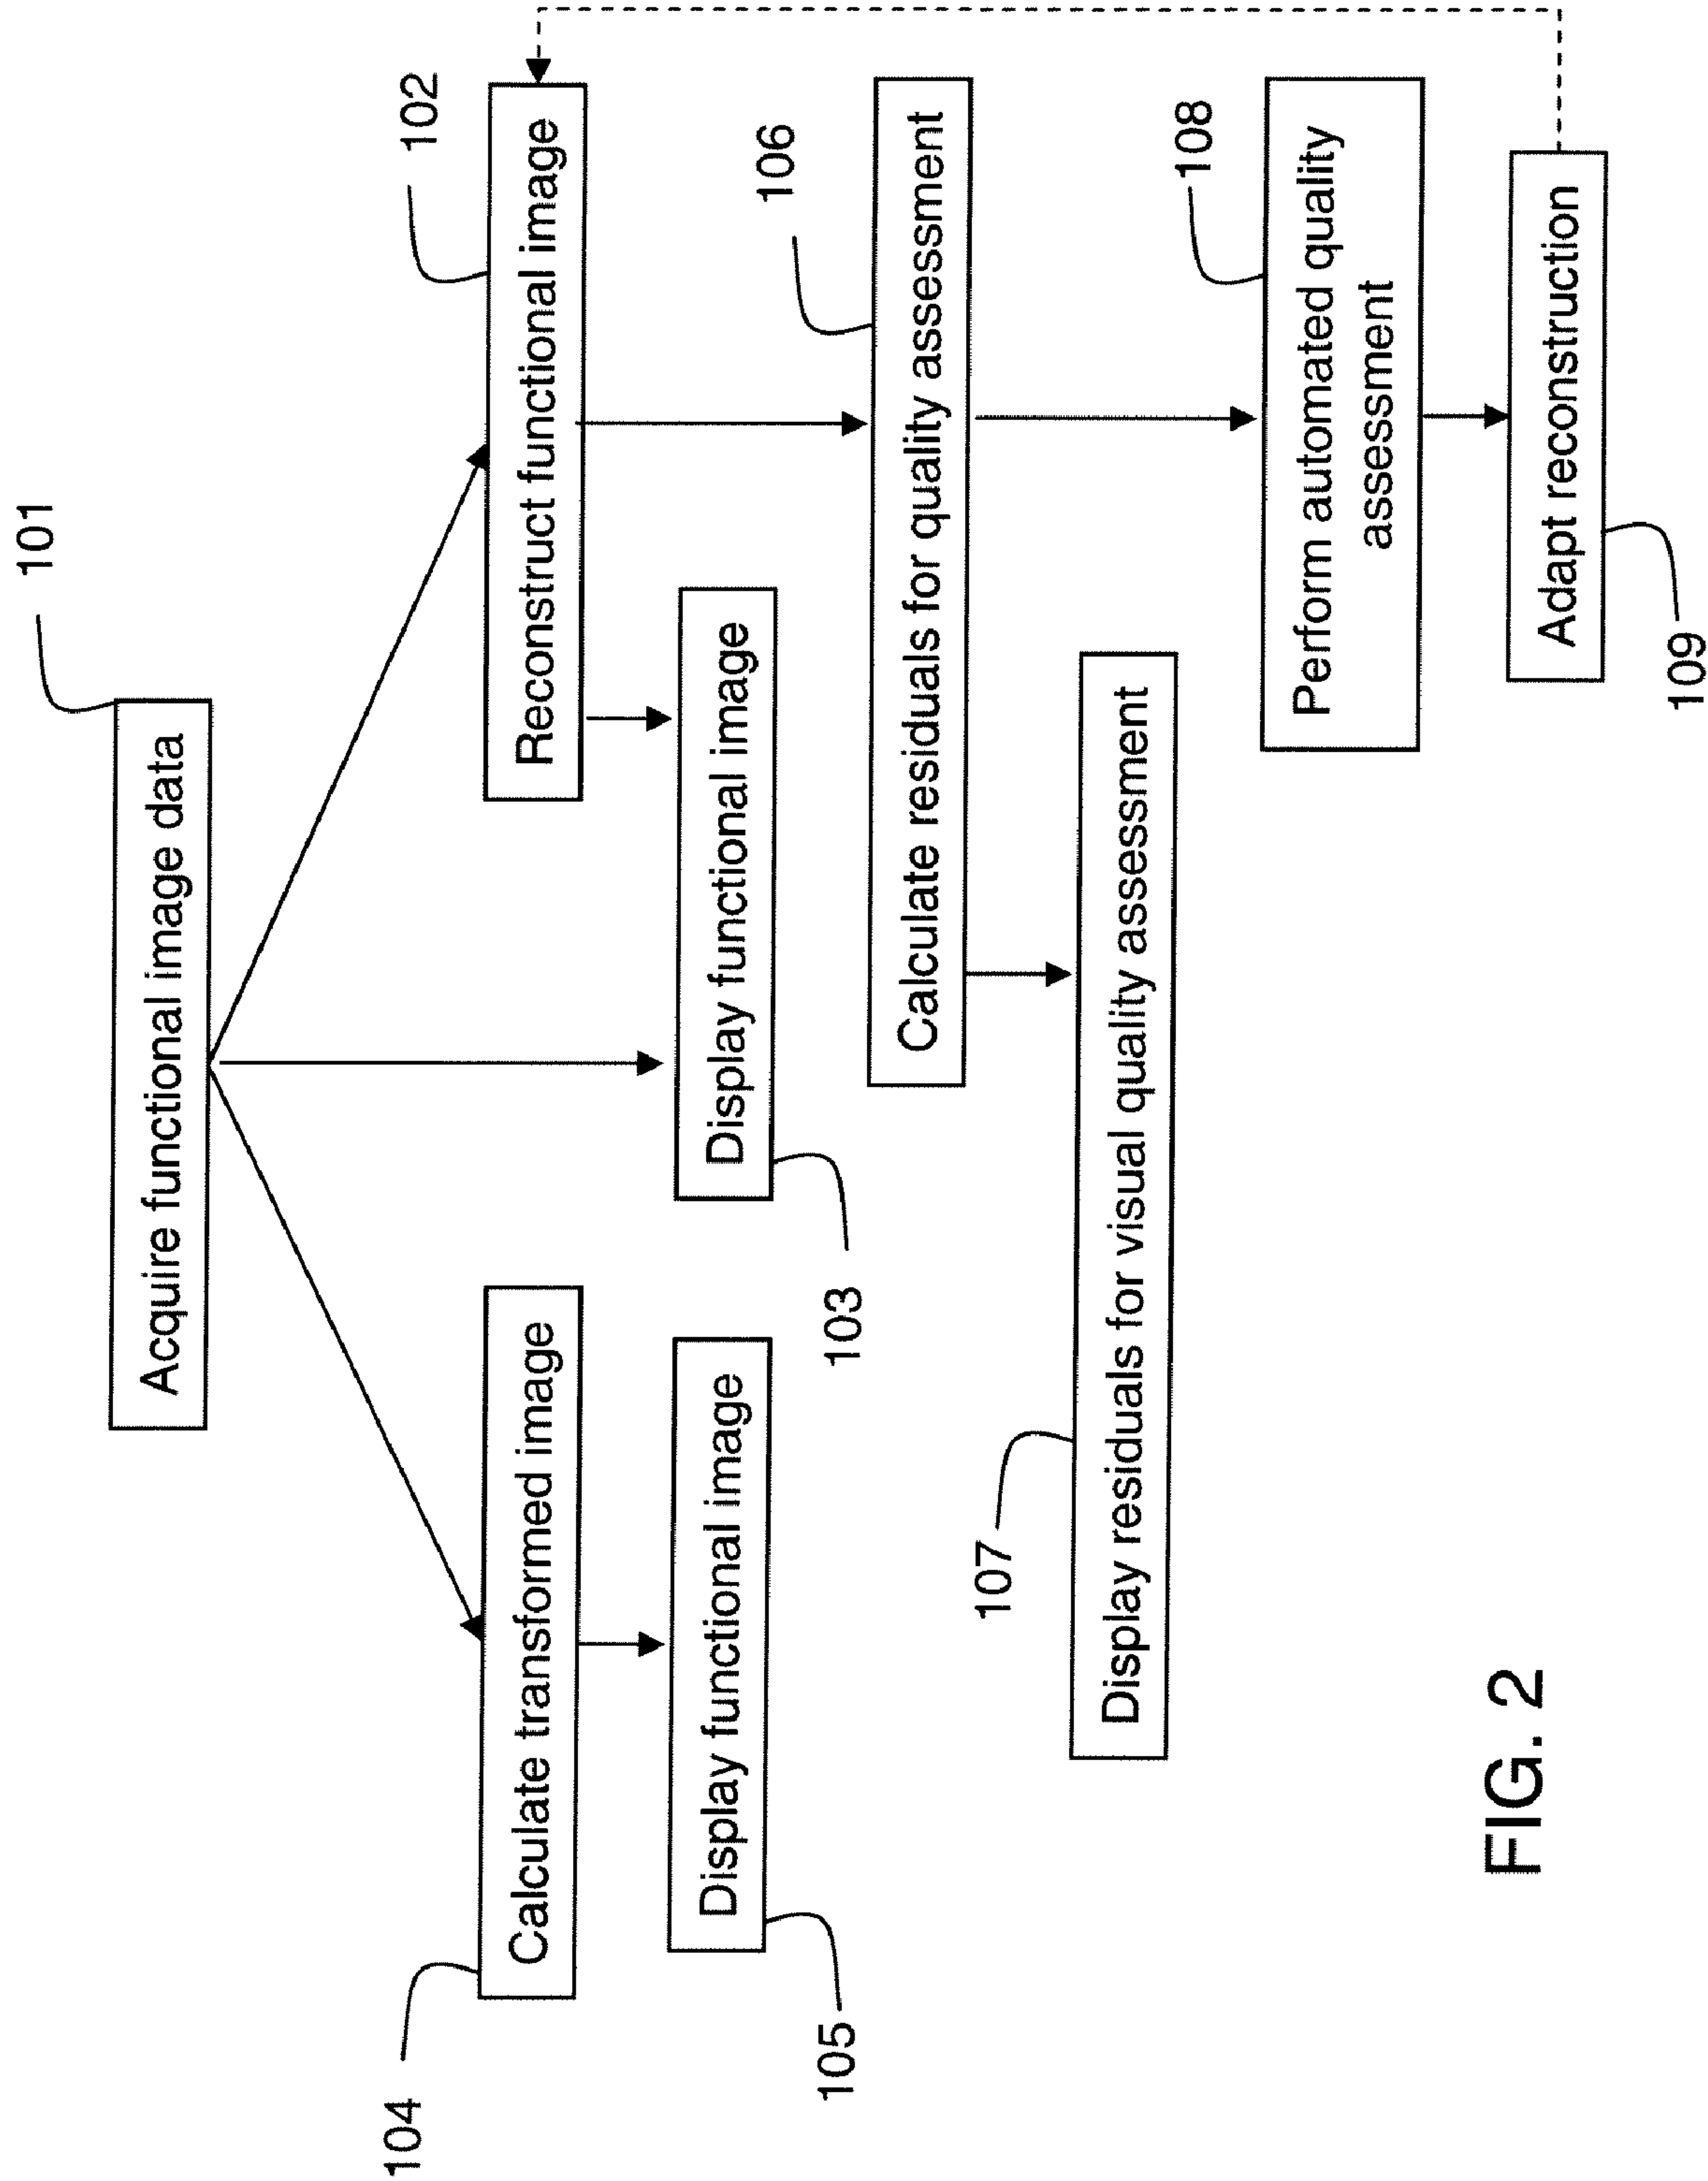 101
Acquire functional image data
102
Reconstruct functional image
104
Calculate transformed image
Display functional image
103
Display functional image
105
106
Calculate residuals for quality assessment
107
Display residuals for visual quality assessment
108
Perform automated quality
assessment
Adapt reconstruction
109
FIG. 2